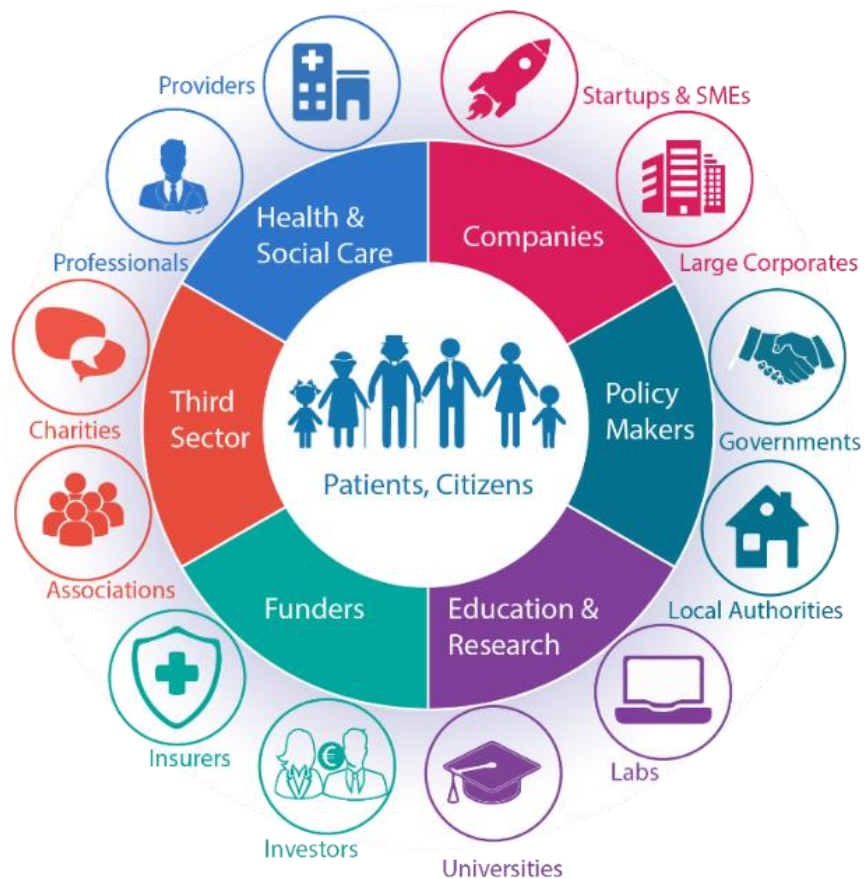 Providers
Startups & SMEs
Health &
Social Care
Companies
Professionals
Large Corporates
Third
Sector
Policy
Makers
Charities
Governments
Patients, Citizens
Associations
Local Authorities
Funders
Education &
Research
Insurers
Labs
€
Investors
Universities